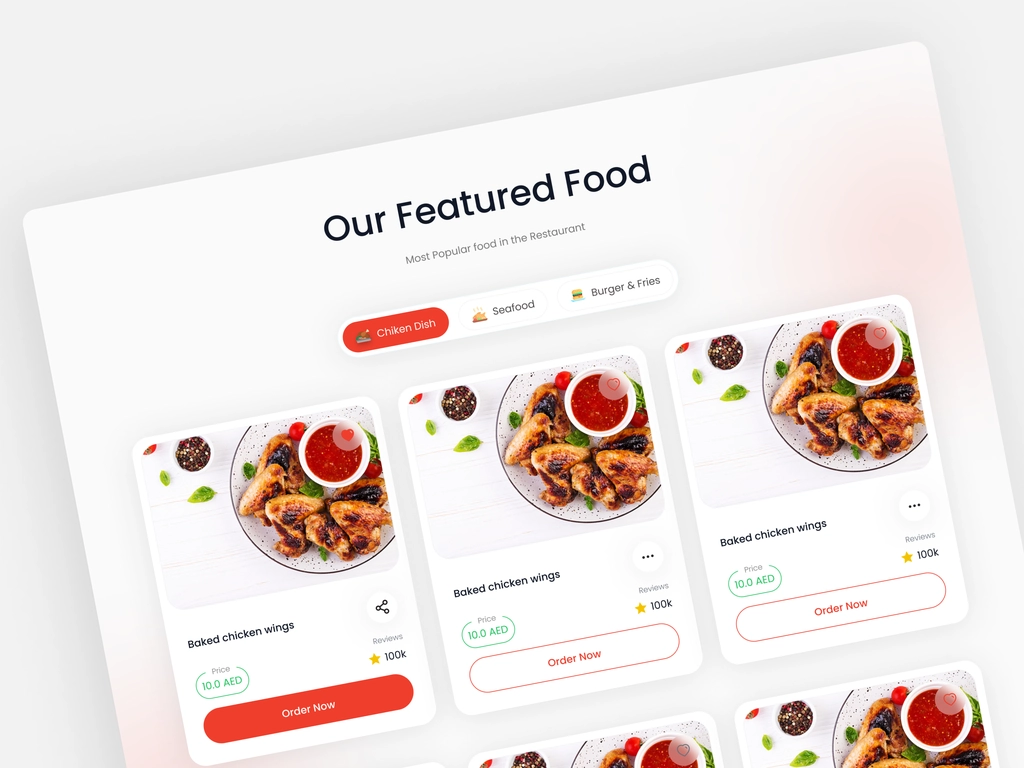 Our Featured Food
Most Popular food in the Restaurant
Chiken Dish
Seafood
Burger & Fries
Baked chicken wings
Price
10.0 AED
Reviews
100k
Order Now
Baked chicken wings
Price
10.0 AED
Reviews
100k
Order Now
Baked chicken wings
Price
10.0 AED
Reviews
100k
Order Now